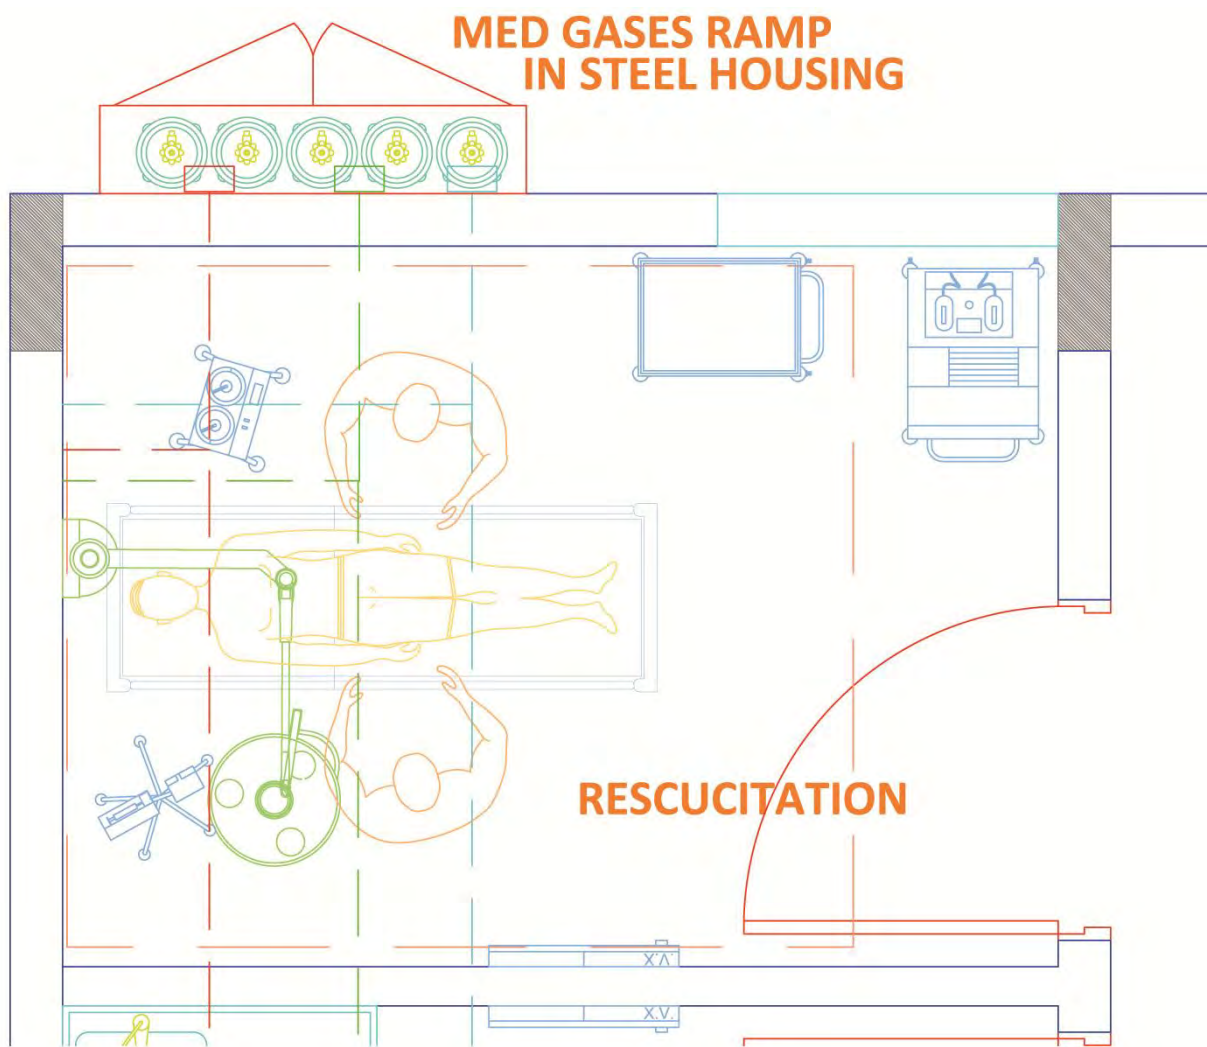 MED GASES RAMP
IN STEEL HOUSING
RESCUCITATION
X.V.
X.V.